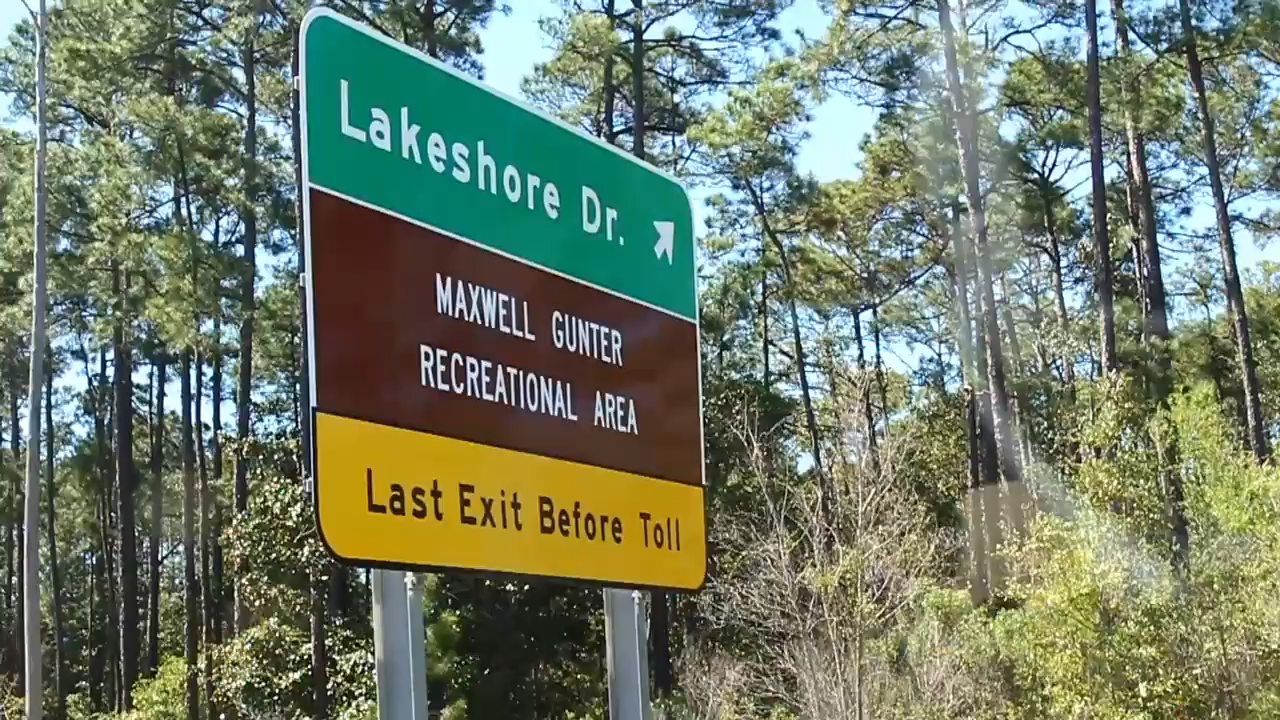 Lakeshore Dr.
MAXWELL GUNTER
RECREATIONAL AREA
Last Exit Before Toll